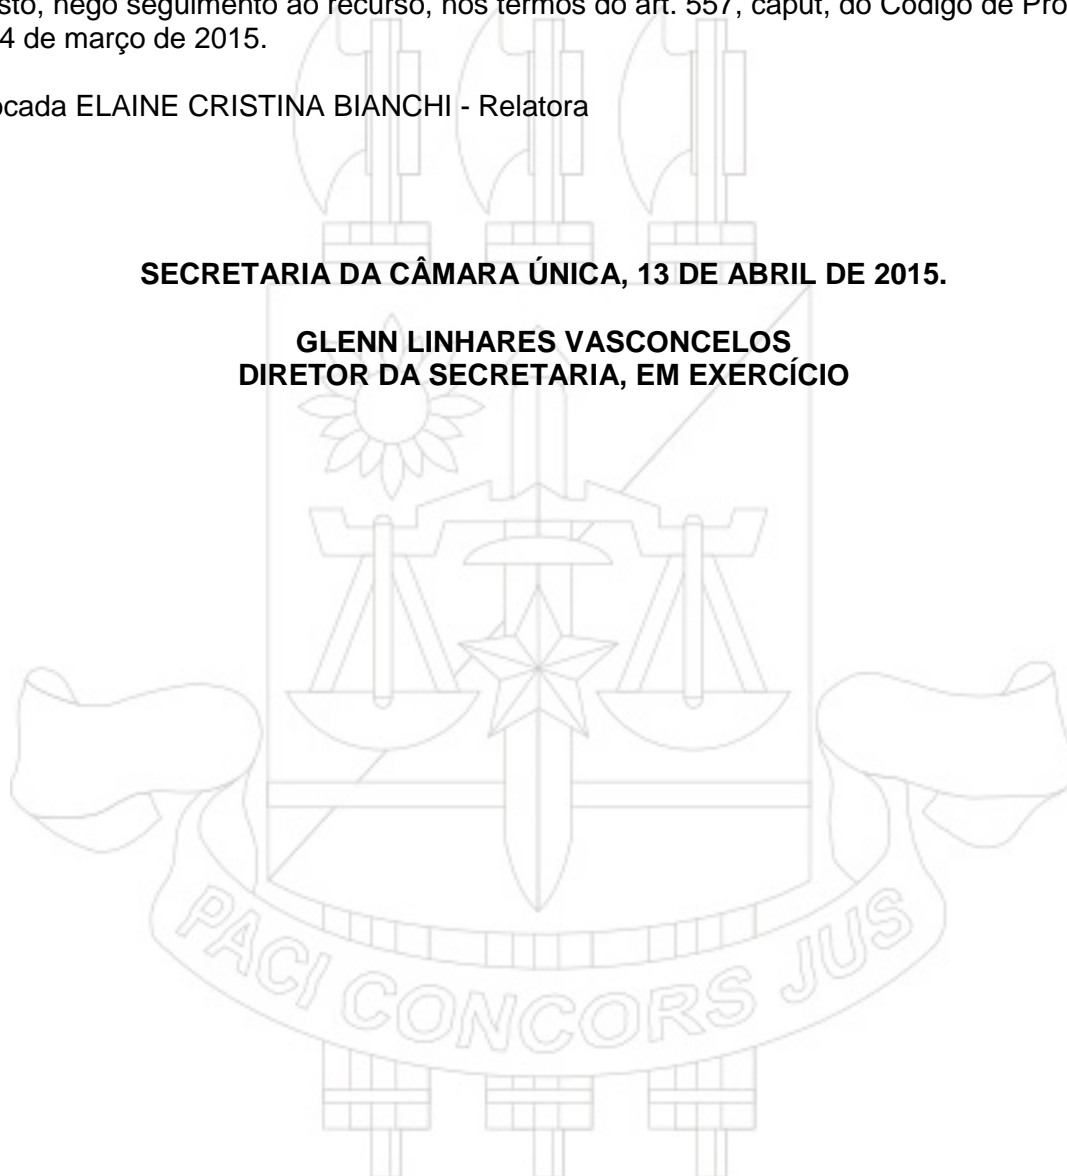 sto, nego seguimento ao recurso, nos termos do art. 557, caput, do Código de Pro
4 de março de 2015.
ocada ELAINE CRISTINA BIANCHI - Relatora
SECRETARIA DA CÂMARA ÚNICA, 13 DE ABRIL DE 2015.
GLENN LINHARES VASCONCELOS
DIRETOR DA SECRETARIA, EM EXERCÍCIO
PACI CONCORS JUS